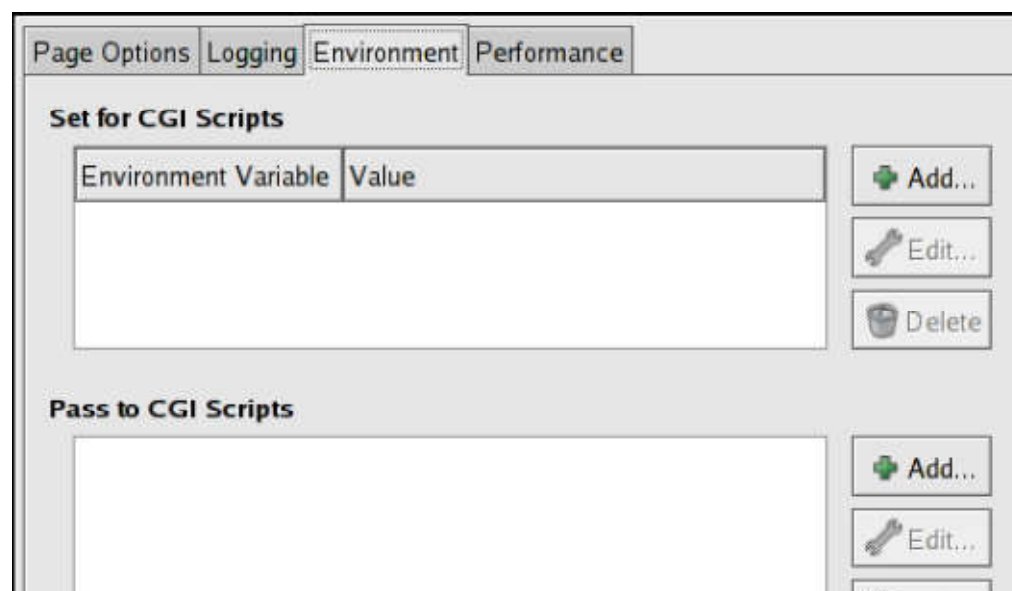 Page Options Logging Environment Performance
Set for CGI Scripts
Environment Variable Value
Add...
Edit...
Delete
Pass to CGI Scripts
Add...
Edit...